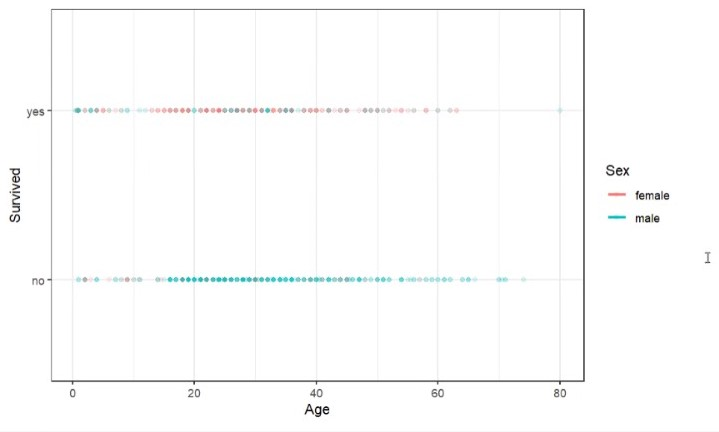 yes
no
Survived
0 20 40 60 80
Age
Sex
female
male